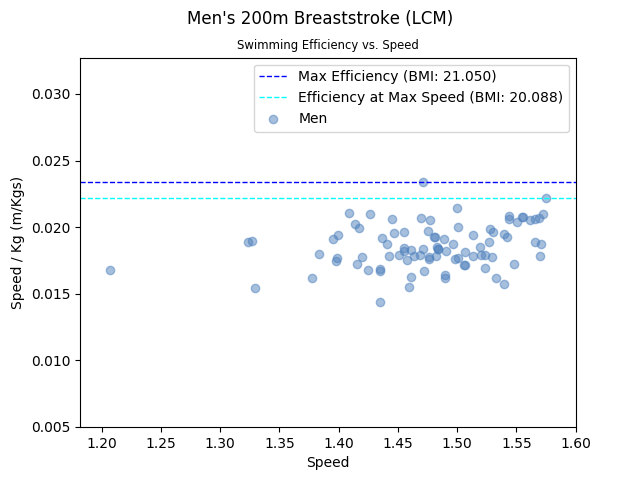 Men's 200m Breaststroke (LCM)
Swimming Efficiency vs. Speed
Max Efficiency (BMI: 21.050)
Efficiency at Max Speed (BMI: 20.088)
Men
Speed / Kg (m/Kgs)
0.030
0.025
0.020
0.015
0.010
0.005
1.20 1.25 1.30 1.35 1.40 1.45 1.50 1.55 1.60
Speed